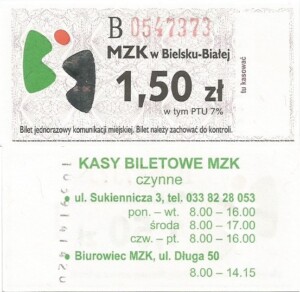 B 0547373
MZK w Bielsku-Białej
1,50 zł
w tym PTU 7%
tu kasować
Bilet jednorazowy komunikacji miejskiej. Bilet należy zachować do kontroli.
KASY BILETOWE MZK
czynne
• ul. Sukiennicza 3, tel. 033 82 28 053
pon. – wt. 8.00 – 16.00
środa 8.00 – 17.00
czw. – pt. 8.00 – 16.00
• Biurowiec MZK, ul. Długa 50
8.00 – 14.15